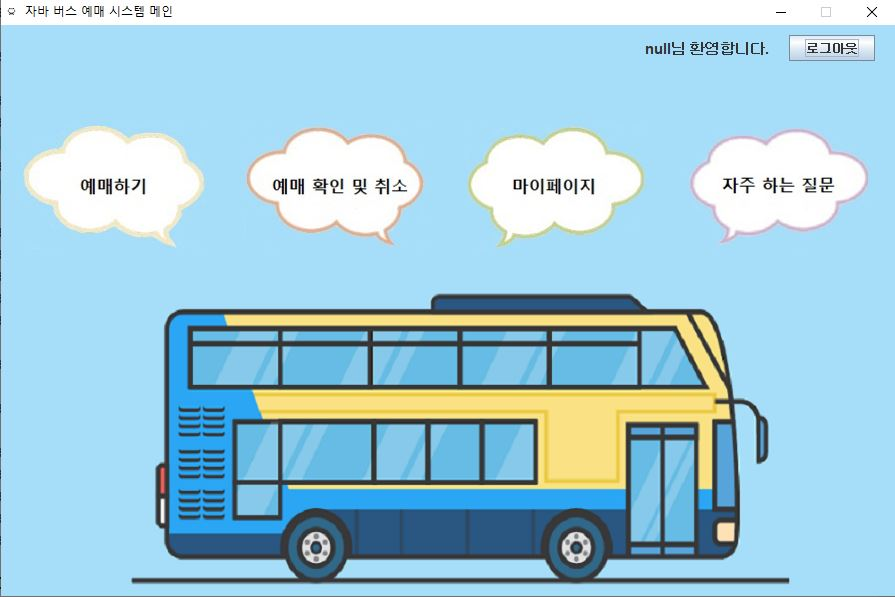 자바 버스 예매 시스템 메인
null님 환영합니다.
로그아웃
예매하기
예매 확인 및 취소
마이페이지
자주 하는 질문